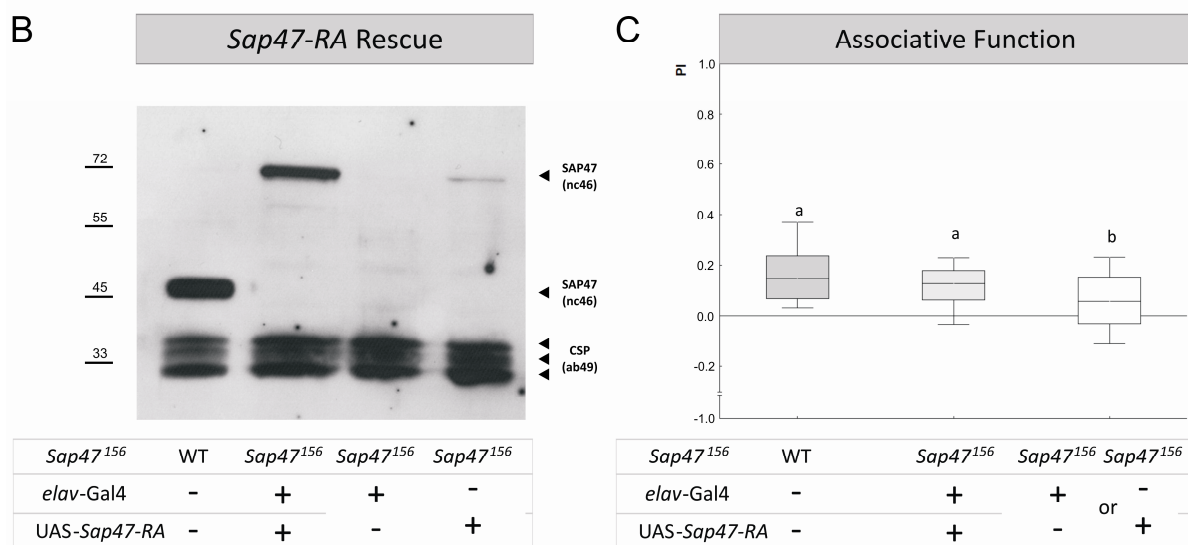 B
Sap47-RA Rescue
72
55
45
33
SAP47
(nc46)
SAP47
(nc46)
CSP
(ab49)
Sap47156 WT Sap47156 Sap47156 Sap47156
elav-Gal4 - + + -
UAS-Sap47-RA - + - +
C
Associative Function
PI
1.0
0.8
0.6
0.4
0.2
0.0
-0.2
-1.0
a
a
b
Sap47156 WT Sap47156 Sap47156 Sap47156
elav-Gal4 - + + -
or
UAS-Sap47-RA - + - +